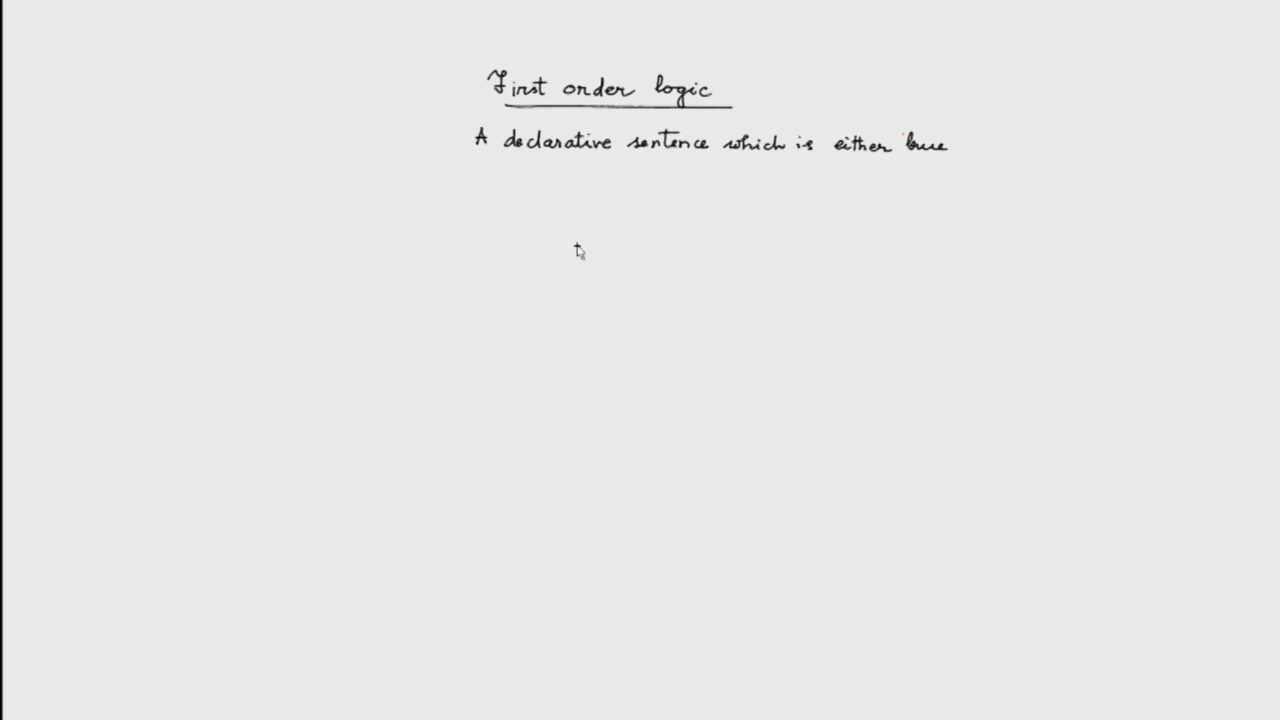 First order logic
A declarative sentence which is either true